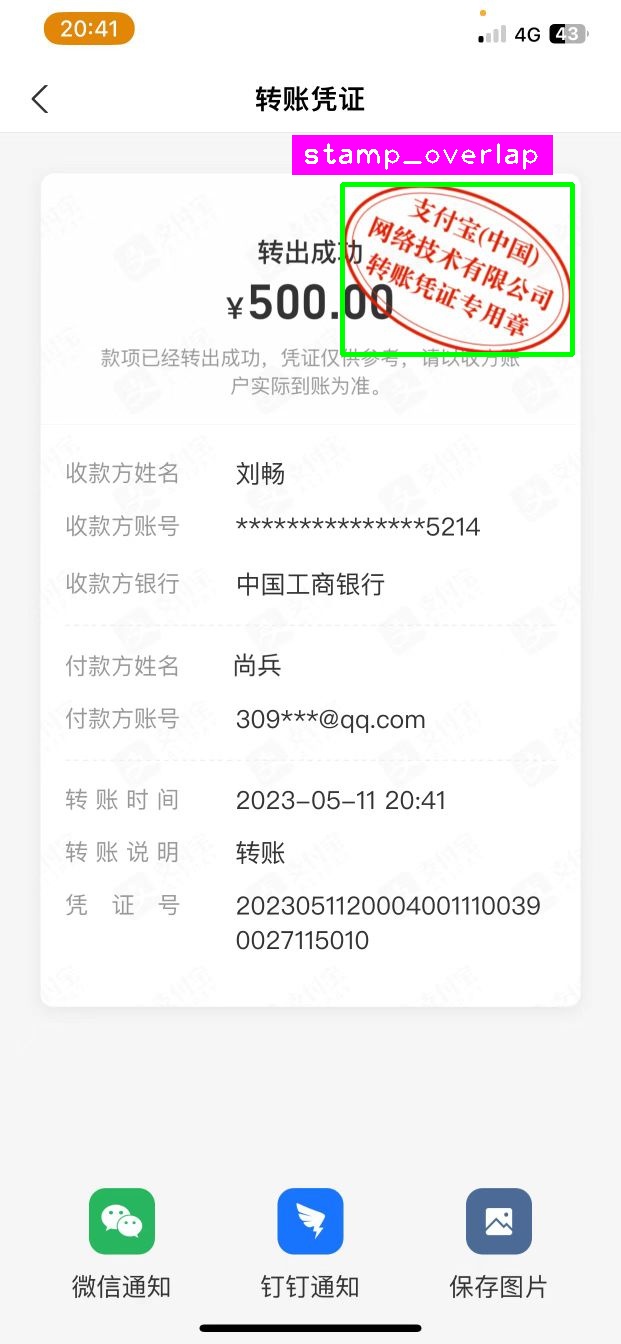 20:41
4G 43
转账凭证
stamp_overlap
支付宝(中国)
网络技术有限公司
转账凭证专用章
转出成功
¥500.00
款项已经转出成功，凭证仅供参考，请以收方账
户实际到账为准。
收款方姓名 刘畅
收款方账号 ***************5214
收款方银行 中国工商银行
付款方姓名 尚兵
付款方账号 309***@qq.com
转账时间 2023-05-11 20:41
转账说明 转账
凭证号 2023051120004001110039
0027115010
微信通知 钉钉通知 保存图片